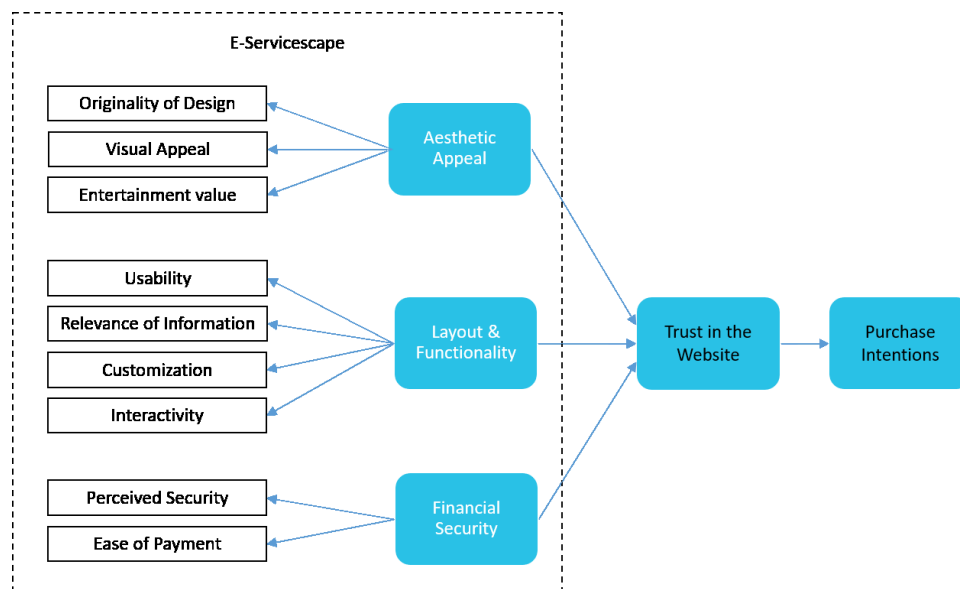 E-Servicescape
Originality of Design
Visual Appeal
Entertainment value
Aesthetic
Appeal
Usability
Relevance of Information
Customization
Interactivity
Layout &
Functionality
Trust in the
Website
Purchase
Intentions
Perceived Security
Ease of Payment
Financial
Security